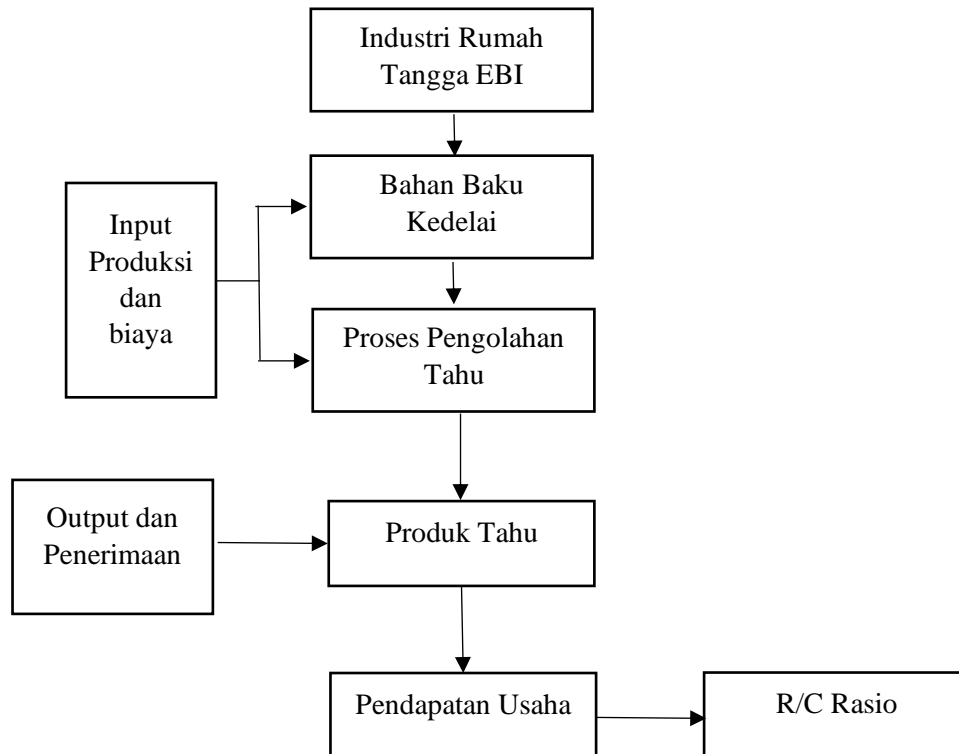 Industri Rumah
Tangga EBI
Bahan Baku
Kedelai
Input
Produksi
dan
biaya
Proses Pengolahan
Tahu
Output dan
Penerimaan
Produk Tahu
Pendapatan Usaha
R/C Rasio